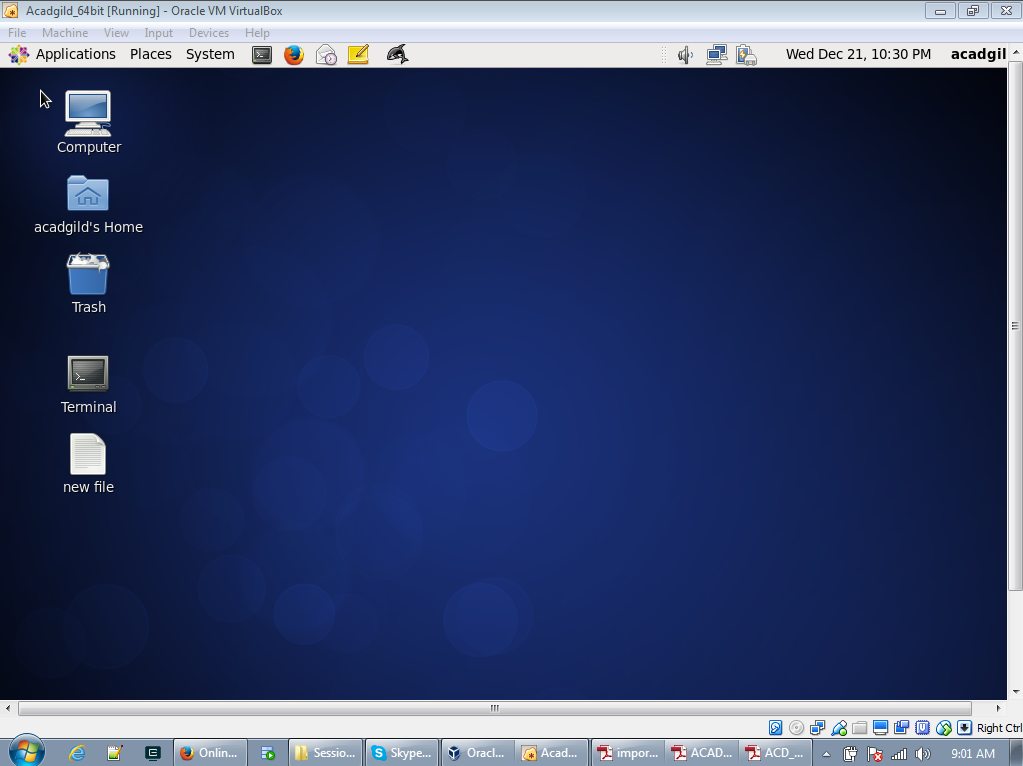 Acadgild_64bit [Running] - Oracle VM VirtualBox
File Machine View Input Devices Help
Applications Places System Wed Dec 21, 10:30 PM acadgil
Computer
acadgild's Home
Trash
Terminal
new file
Right Ctrl
Onlin... Sessio... Skype... Oracl... Acad... impor... ACAD... ACD_... 9:01 AM